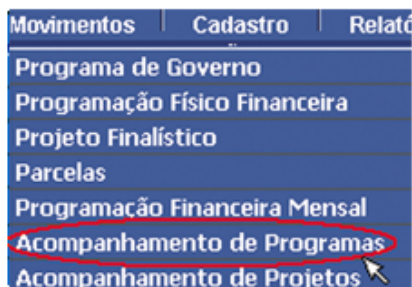 Movimentos Cadastro Relató
Programa de Governo
Programação Físico Financeira
Projeto Finalístico
Parcelas
Programação Financeira Mensal
Acompanhamento de Programas
Acompanhamento de Projetos